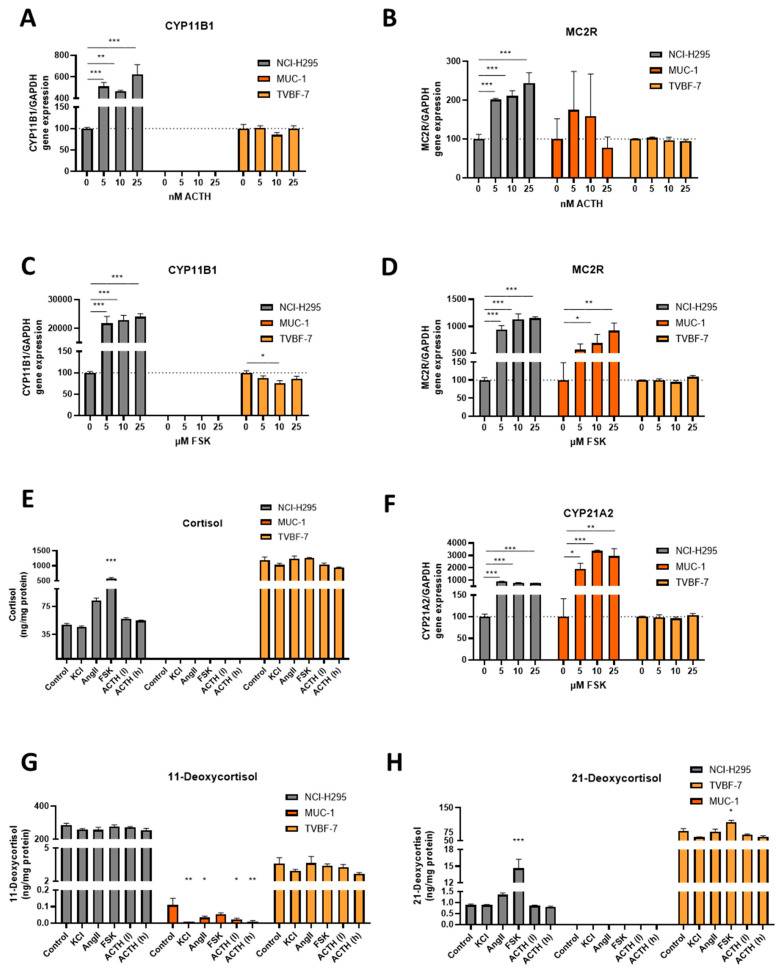 A
CYP11B1
CYP11B1/GAPDH
gene expression
800
600
400
150
100
50
0
***
**
***
NCI-H295
MUC-1
TVBF-7
0 5 10 25 0 5 10 25 0 5 10 25
nM ACTH
B
MC2R
MC2R/GAPDH
gene expression
300
200
100
0
***
***
***
NCI-H295
MUC-1
TVBF-7
0 5 10 25 0 5 10 25 0 5 10 25
nM ACTH
C
CYP11B1
CYP11B1/GAPDH
gene expression
30000
20000
150
100
50
0
***
***
***
*
NCI-H295
MUC-1
TVBF-7
0 5 10 25 0 5 10 25 0 5 10 25
µM FSK
D
MC2R
MC2R/GAPDH
gene expression
1500
1000
500
150
100
50
0
***
***
***
**
*
NCI-H295
MUC-1
TVBF-7
0 5 10 25 0 5 10 25 0 5 10 25
µM FSK
E
Cortisol
Cortisol
(ng/mg protein)
1500
1000
500
75
35
***
NCI-H295
MUC-1
TVBF-7
Control KCl AngII FSK ACTH (l) ACTH (h) Control KCl AngII FSK ACTH (l) ACTH (h) Control KCl AngII FSK ACTH (l) ACTH (h)
F
CYP21A2
CYP21A2/GAPDH
gene expression
4000
3000
2000
1000
150
100
50
0
***
***
***
**
***
*
NCI-H295
MUC-1
TVBF-7
0 5 10 25 0 5 10 25 0 5 10 25
µM FSK
G
11-Deoxycortisol
11-Deoxycortisol
(ng/mg protein)
400
200
5
2
0.2
0.1
0.0
** * * **
NCI-H295
MUC-1
TVBF-7
Control KCl AngII FSK ACTH (l) ACTH (h) Control KCl AngII FSK ACTH (l) ACTH (h) Control KCl AngII FSK ACTH (l) ACTH (h)
H
21-Deoxycortisol
21-Deoxycortisol
(ng/mg protein)
150
75
50
18
15
12
1.5
1.0
0.5
0.0
***
*
NCI-H295
TVBF-7
MUC-1
Control KCl AngII FSK ACTH (l) ACTH (h) Control KCl AngII FSK ACTH (l) ACTH (h) Control KCl AngII FSK ACTH (l) ACTH (h)